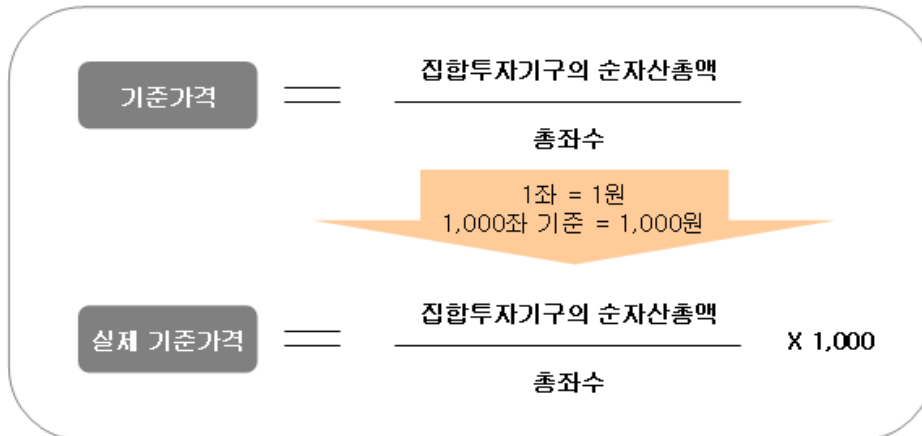 집합투자기구의 순자산총액
기준가격
총좌수
1좌 = 1원
1,000좌 기준 = 1,000원
집합투자기구의 순자산총액
실제 기준가격
X 1,000
총좌수